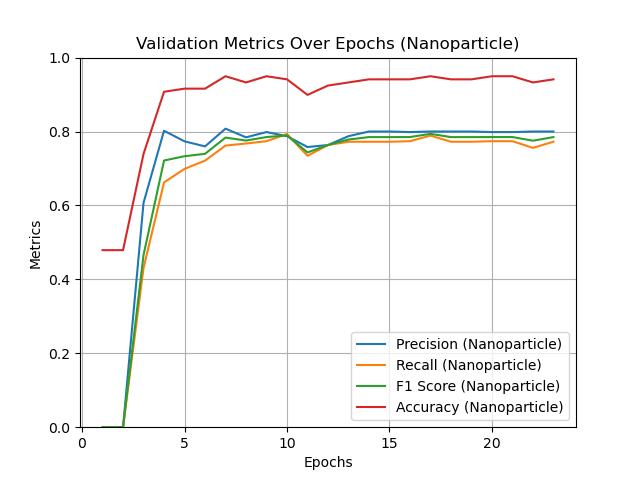 Validation Metrics Over Epochs (Nanoparticle)
1.0
0.8
0.6
0.4
0.2
0.0
Metrics
0
5
10
15
20
Epochs
Precision (Nanoparticle)
Recall (Nanoparticle)
F1 Score (Nanoparticle)
Accuracy (Nanoparticle)